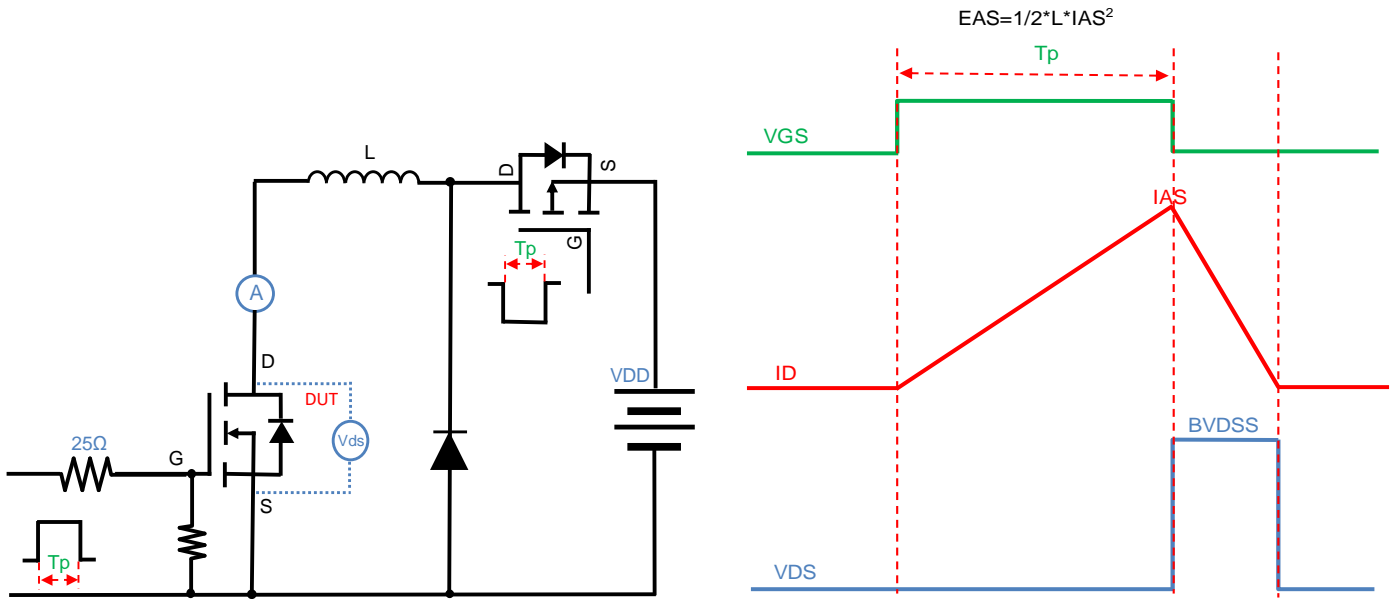 EAS=1/2*L*IAS²
Tp
VGS
L
D
S
G
Tp
IAS
A
D
VDD
ID
DUT
25Ω
G
Vds
BVDSS
S
Tp
VDS